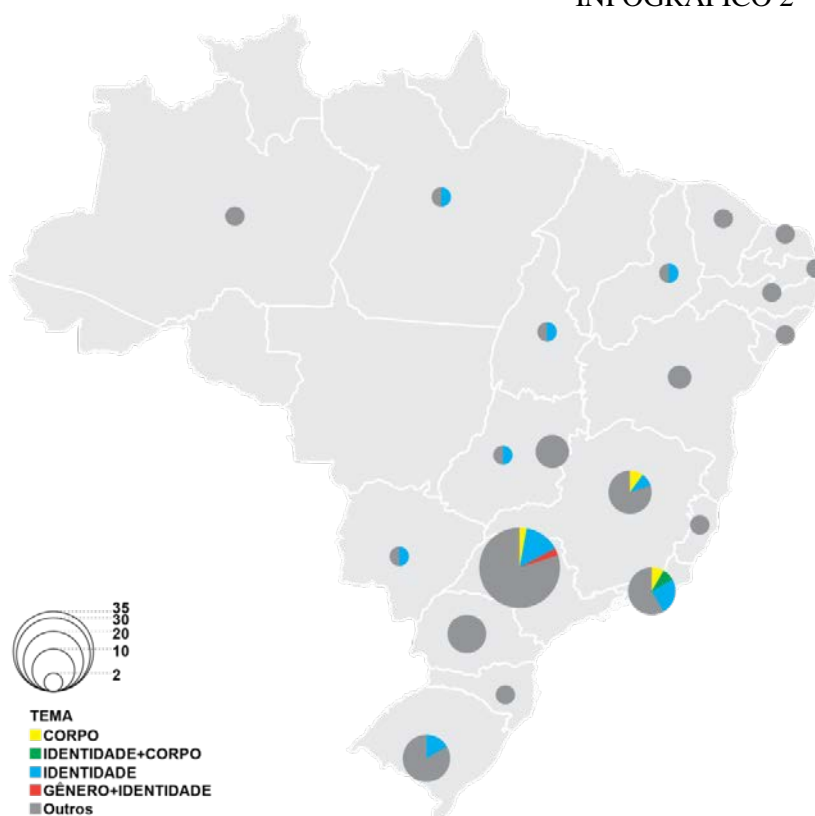 INFOGRÁFICO 2
35
30
20
10
2
TEMA
CORPO
IDENTIDADE+CORPO
IDENTIDADE
GÊNERO+IDENTIDADE
Outros